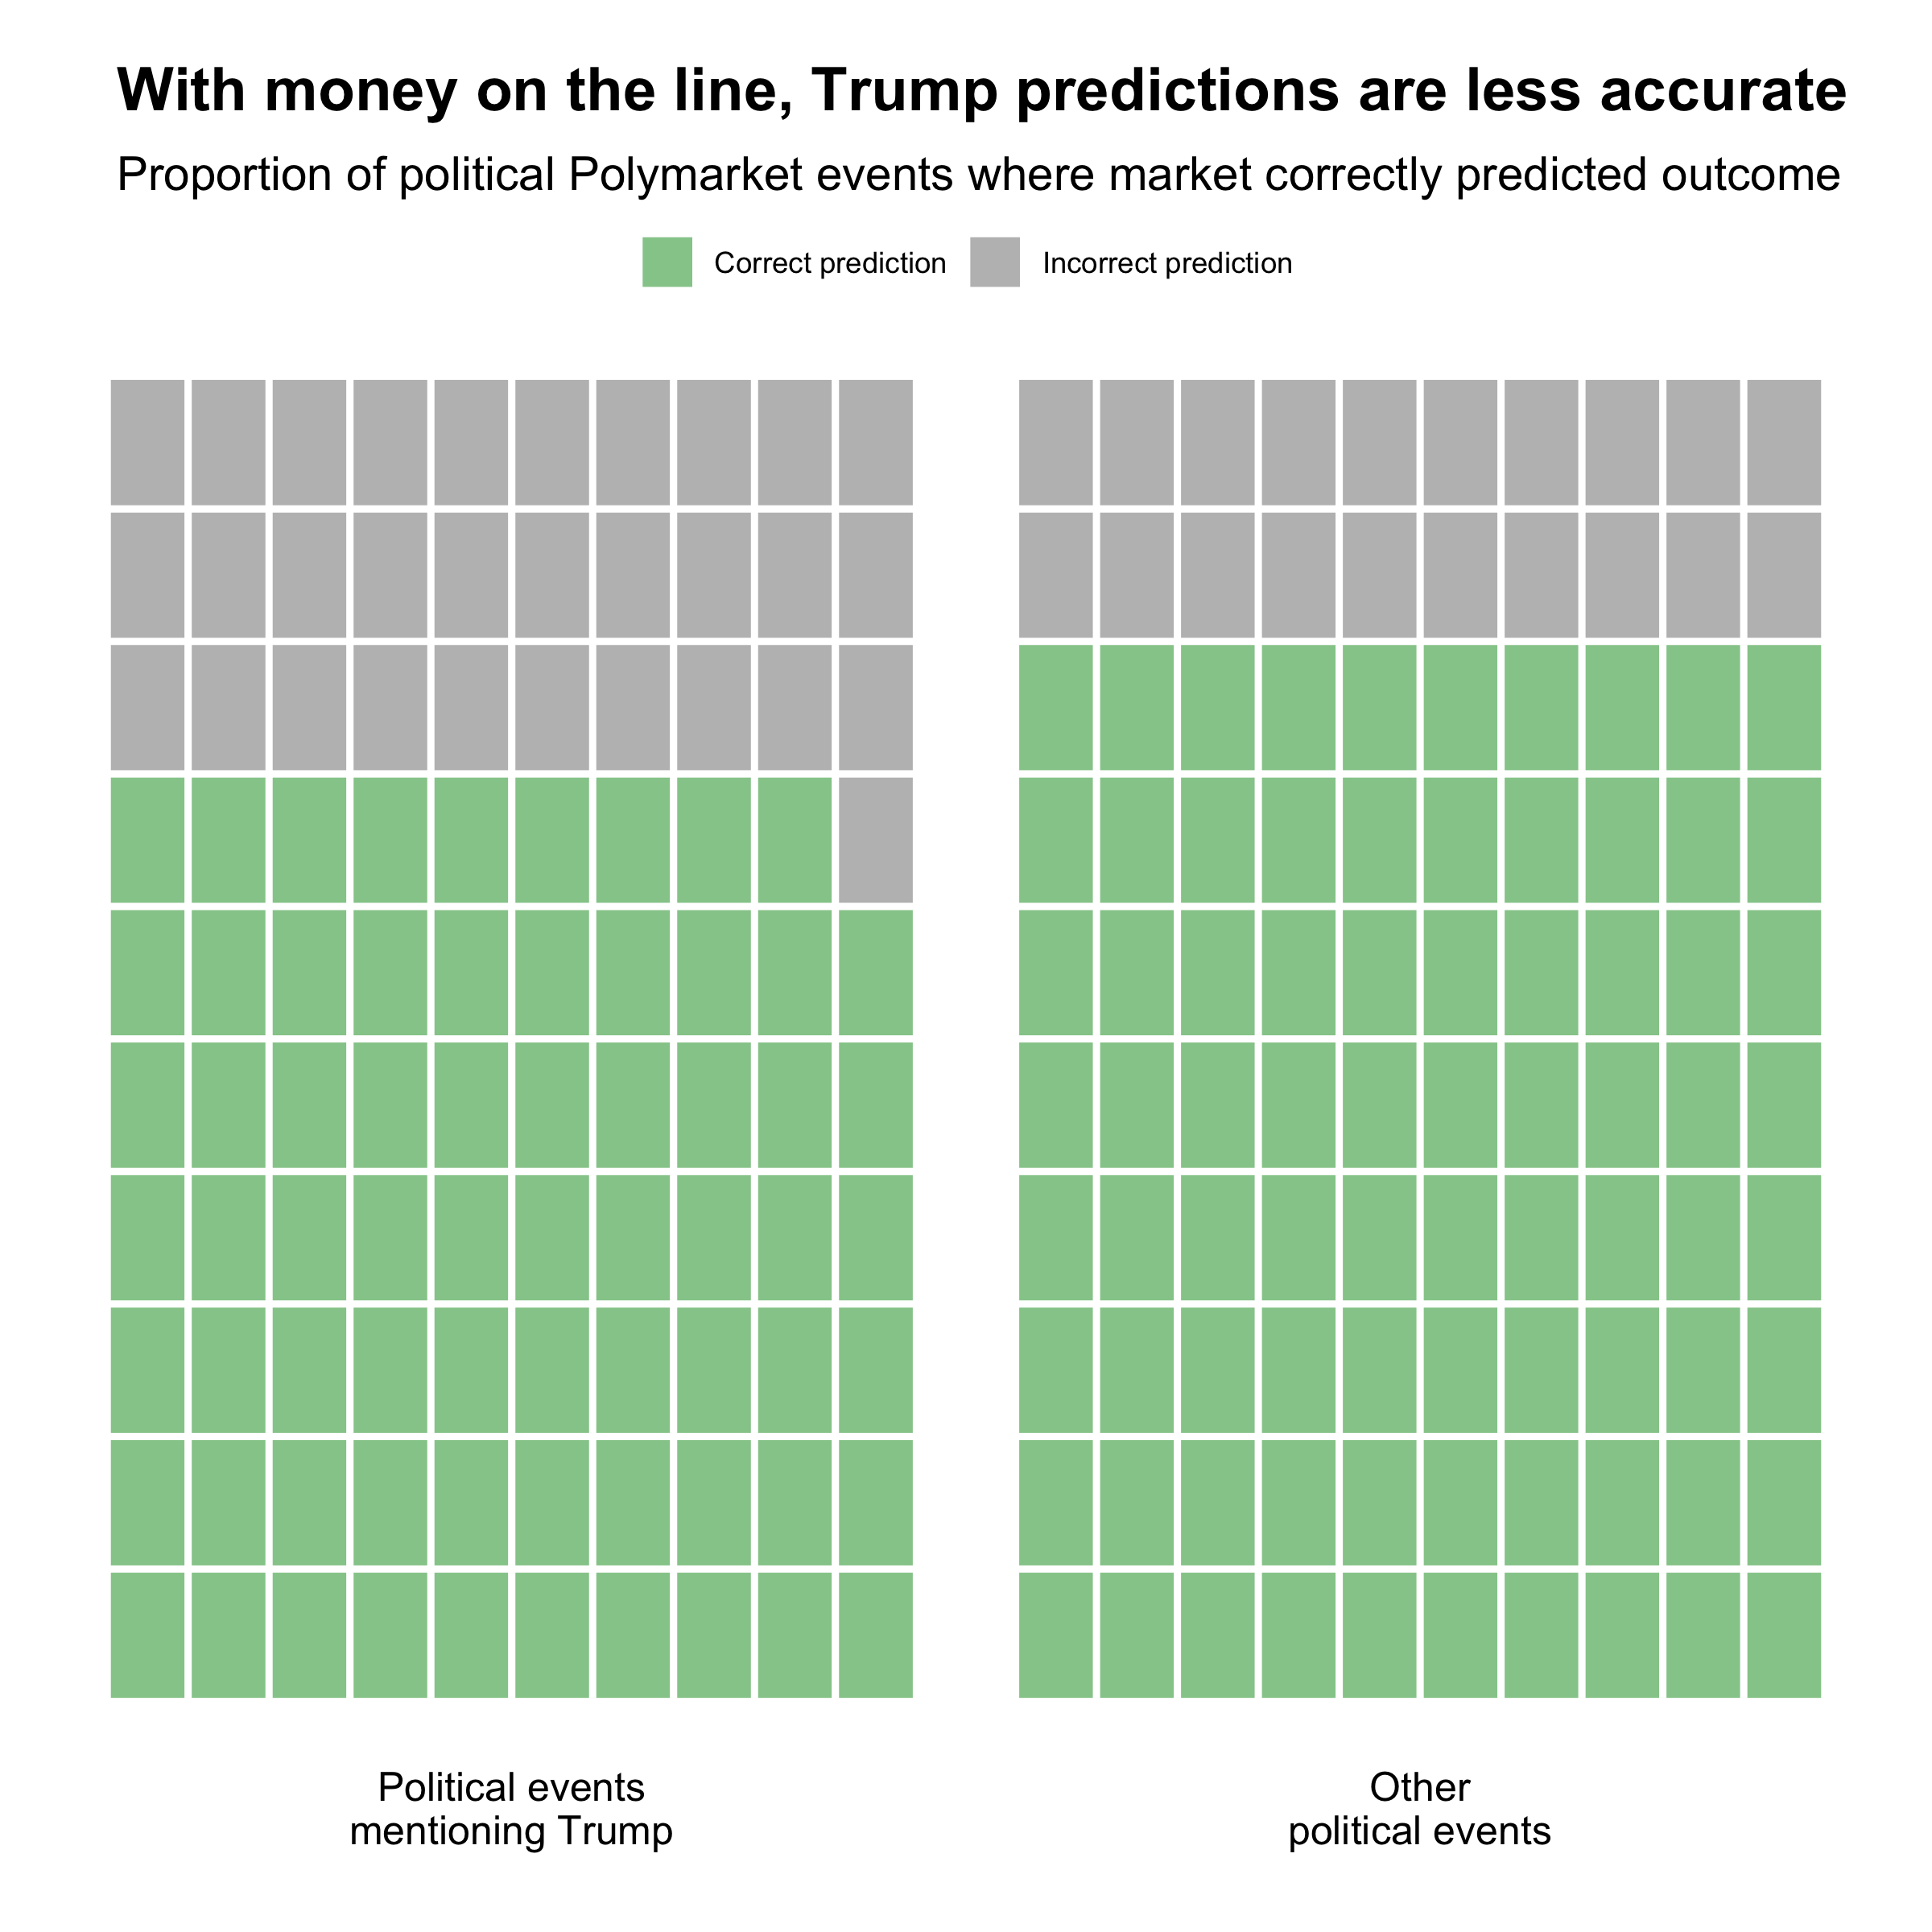 With money on the line, Trump predictions are less accurate
Proportion of political Polymarket events where market correctly predicted outcome
Correct prediction
Incorrect prediction
Political events
mentioning Trump
Other
political events